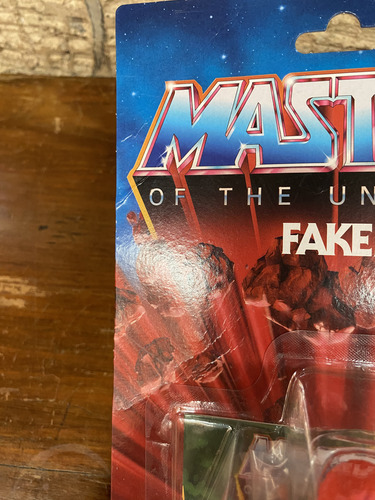 MAST
OF THE UN
FAKE